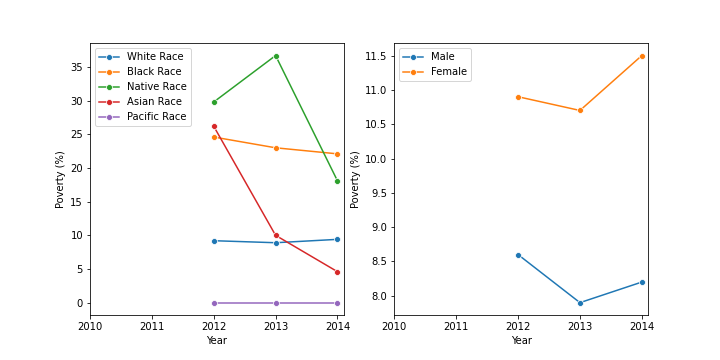 White Race
Black Race
Native Race
Asian Race
Pacific Race
35
30
25
20
15
10
5
0
Poverty (%)
2010 2011 2012 2013 2014
Year
Male
Female
11.5
11.0
10.5
10.0
9.5
9.0
8.5
8.0
Poverty (%)
2010 2011 2012 2013 2014
Year